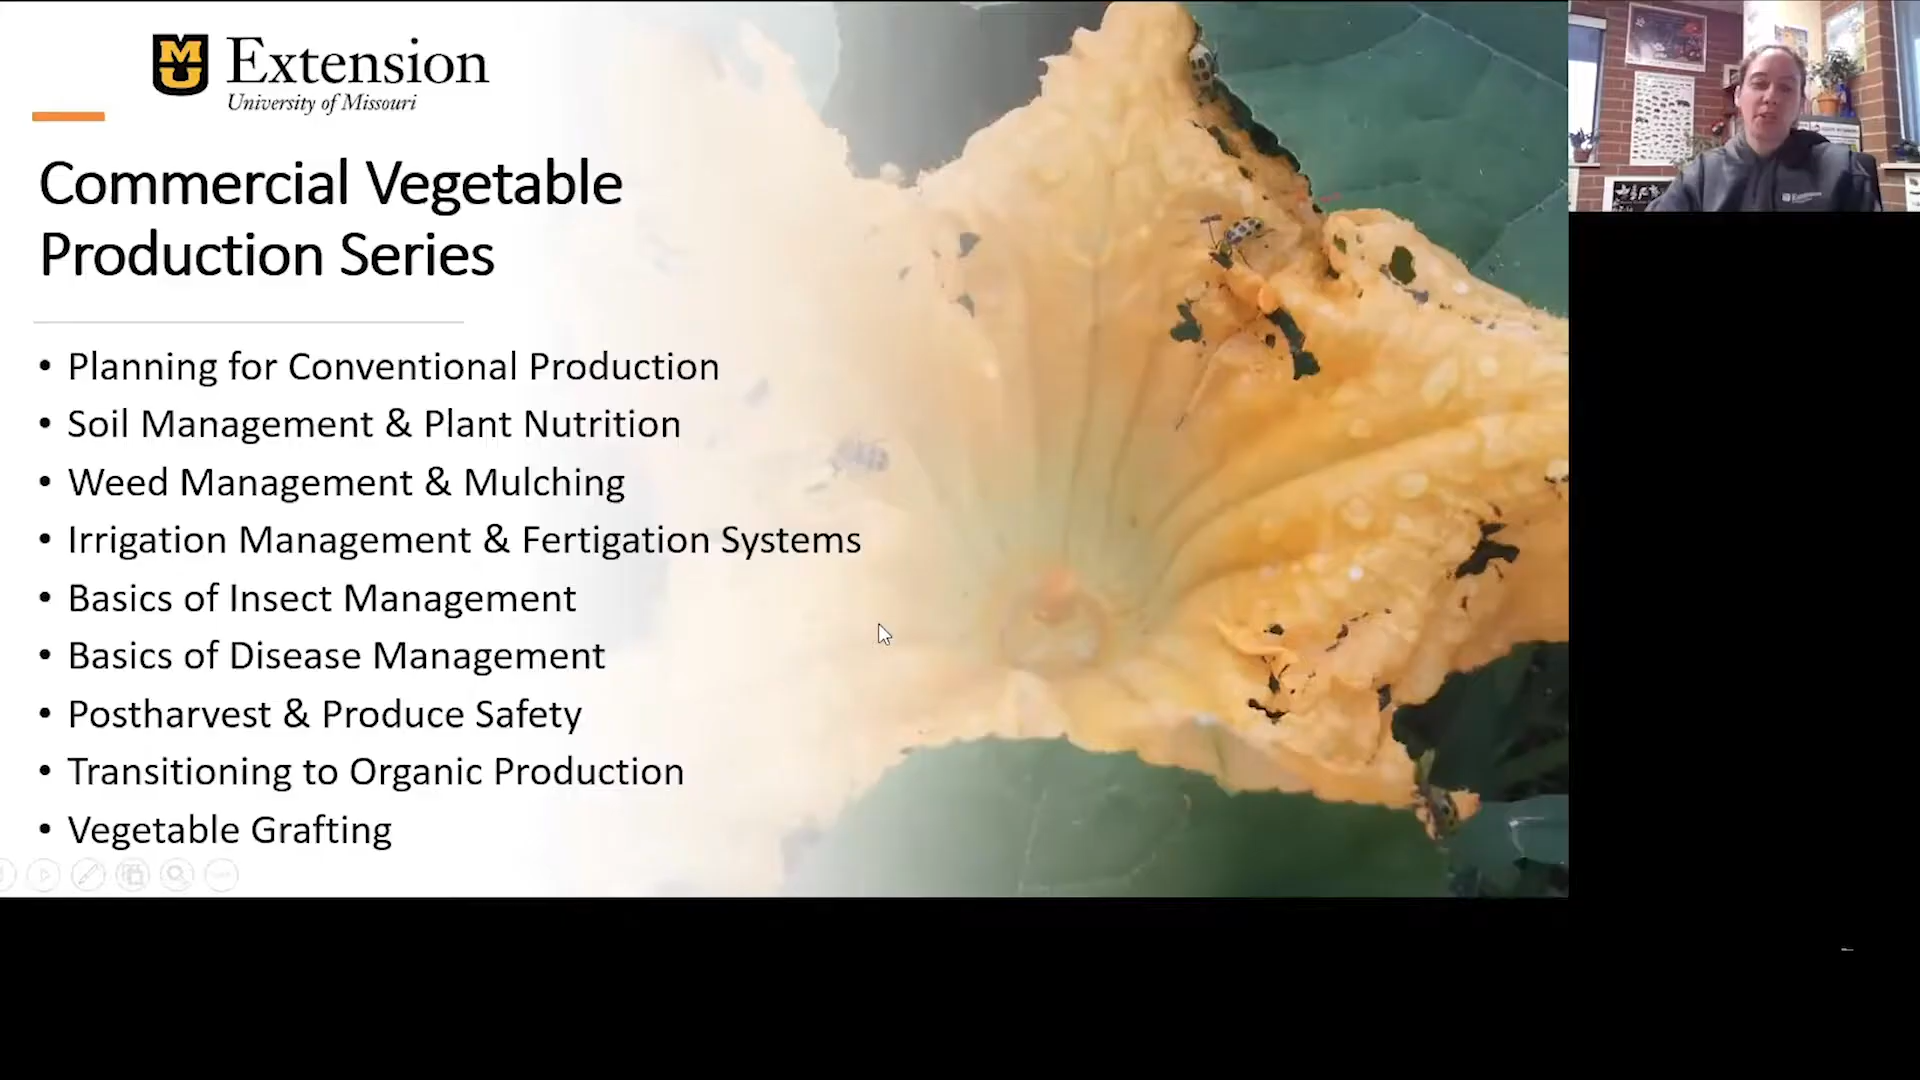 MU Extension
University of Missouri
Commercial Vegetable
Production Series
• Planning for Conventional Production
• Soil Management & Plant Nutrition
• Weed Management & Mulching
• Irrigation Management & Fertigation Systems
• Basics of Insect Management
• Basics of Disease Management
• Postharvest & Produce Safety
• Transitioning to Organic Production
• Vegetable Grafting